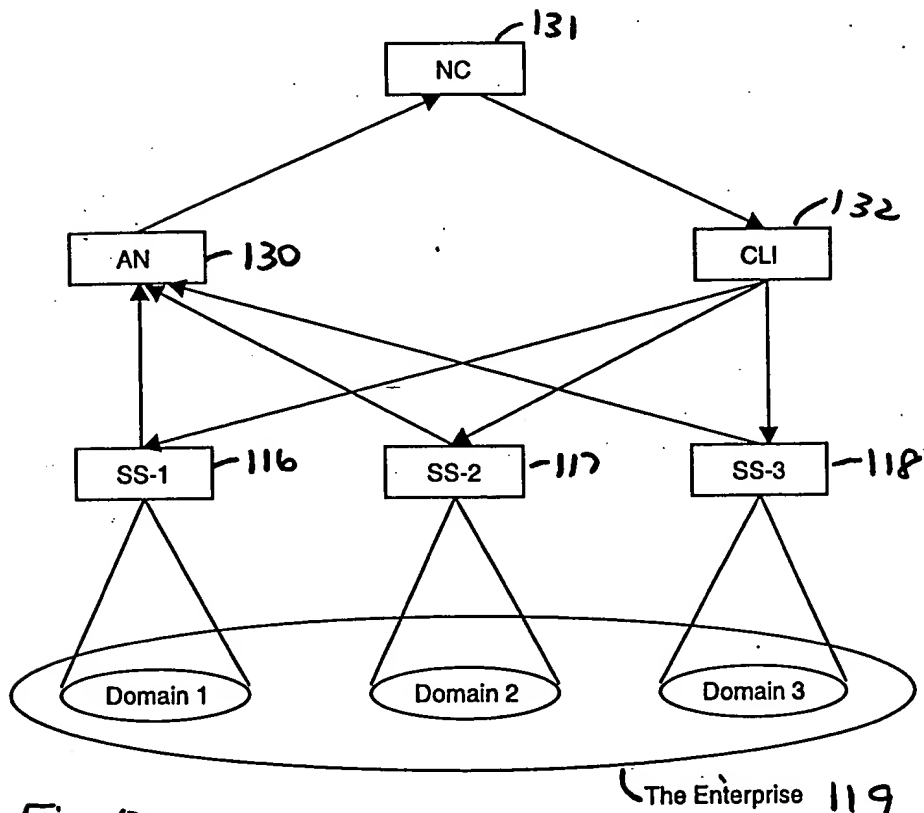 131
NC
132
AN
130
CLI
SS-1
116
SS-2
117
SS-3
118
Domain 1
Domain 2
Domain 3
The Enterprise 119